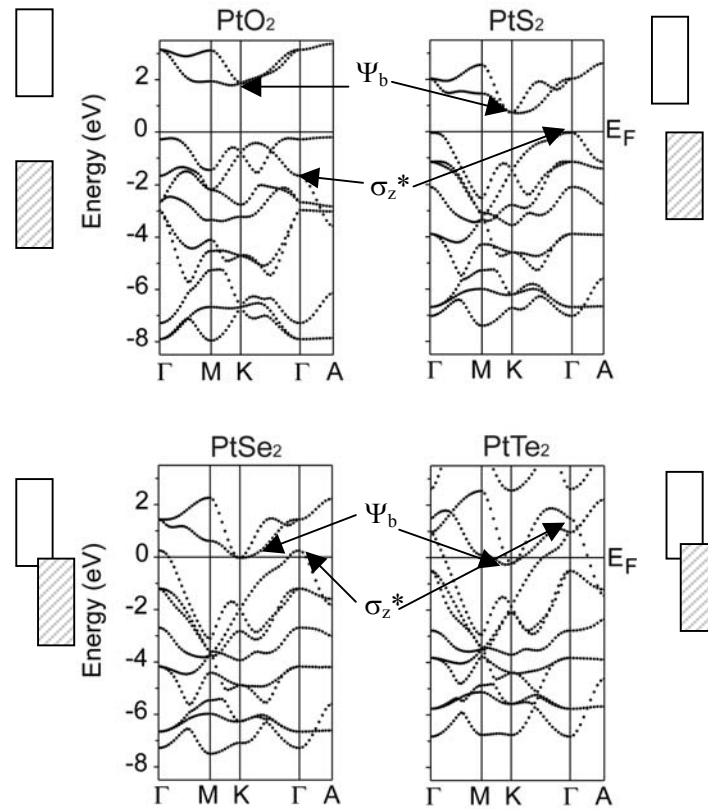 PtO₂ PtS₂
Energy (eV)
2
0
-2
-4
-6
-8
Ψb
σz*
EF
Γ M K Γ A Γ M K Γ A
PtSe₂ PtTe₂
Energy (eV)
2
0
-2
-4
-6
-8
Ψb
σz*
EF
Γ M K Γ A Γ M K Γ A